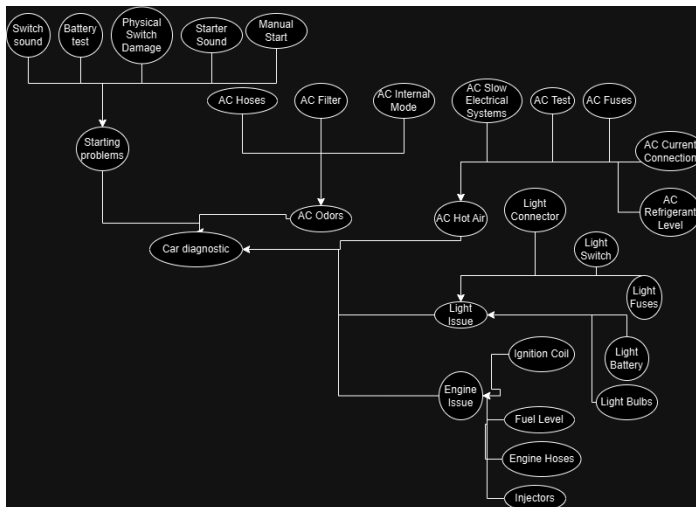 Switch
sound
Battery
test
Physical
Switch
Damage
Starter
Sound
Manual
Start
AC Hoses
AC Filter
AC Internal
Mode
AC Slow
Electrical
Systems
AC Test
AC Fuses
AC Current
Connection
Starting
problems
AC Odors
AC Hot Air
Light
Connector
AC
Refrigerant
Level
Car diagnostic
Light
Switch
Light
Fuses
Light
Issue
Ignition Coil
Light
Battery
Engine
Issue
Light Bulbs
Fuel Level
Engine Hoses
Injectors